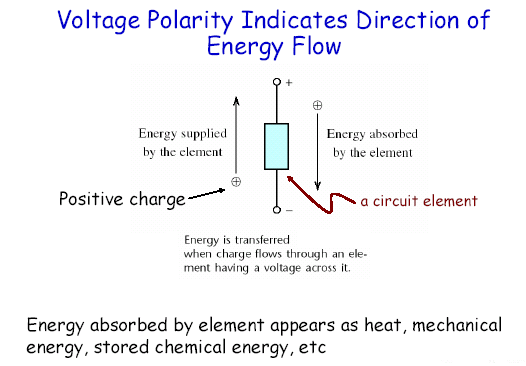 Voltage Polarity Indicates Direction of
Energy Flow
+
⊕
Energy supplied
by the element
Energy absorbed
by the element
⊕
Positive charge
a circuit element
−
Energy is transferred
when charge flows through an ele-
ment having a voltage across it.
Energy absorbed by element appears as heat, mechanical
energy, stored chemical energy, etc